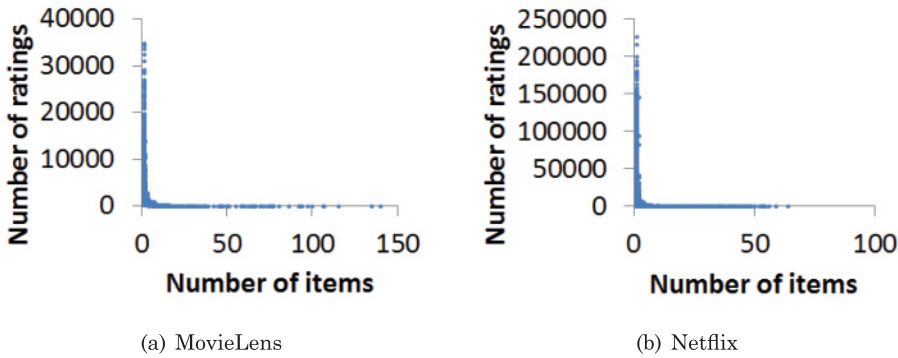 Number of ratings
40000
30000
20000
10000
0
0 50 100 150
Number of items
(a) MovieLens
Number of ratings
250000
200000
150000
100000
50000
0
0 50 100
Number of items
(b) Netflix